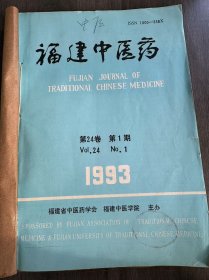 中医
ISSN 1000-338X
福建中医药
FUJIAN JOURNAL OF
TRADITIONAL CHINESE MEDICINE
第24卷 第1期
Vol.24 No.1
1993
福建省中医药学会 福建中医学院 主办
SPONSORED BY FUJIAN ASSOCIATION OF TRADITIONAL CHINESE
MEDICINE & FUJIAN UNIVERSITY OF TRADITIONAL CHINESE MEDICINE